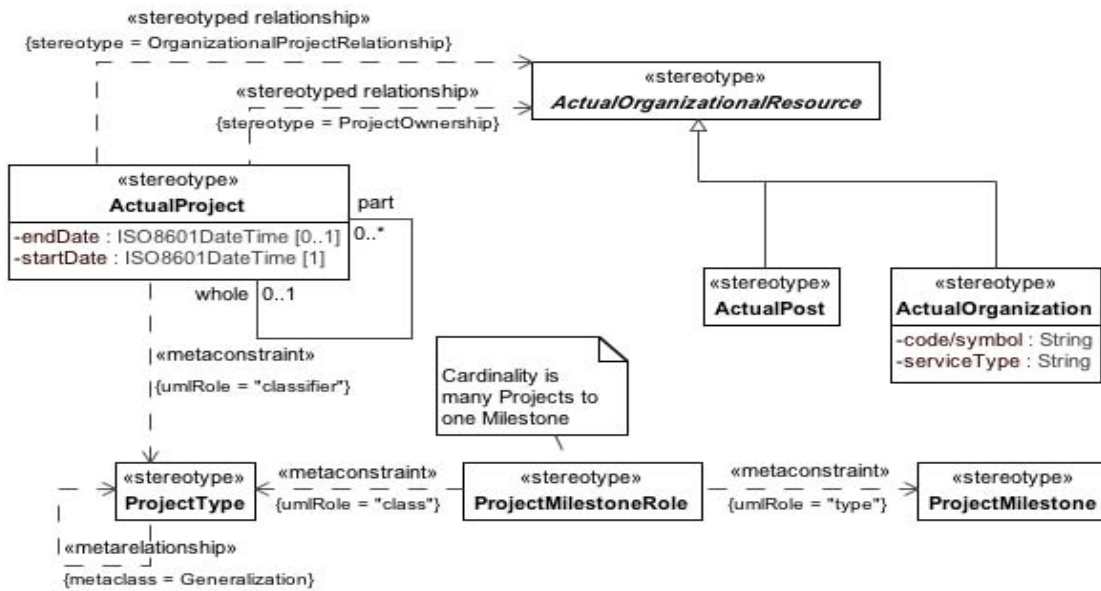 «stereotyped relationship»
{stereotype = OrganizationalProjectRelationship}
«stereotype»
ActualOrganizationalResource
«stereotyped relationship»
{stereotype = ProjectOwnership}
«stereotype»
ActualProject
-endDate : ISO8601DateTime [0..1]
-startDate : ISO8601DateTime [1]
part
0..*
whole
0..1
«stereotype»
ActualPost
«stereotype»
ActualOrganization
-code/symbol : String
-serviceType : String
«metaconstraint»
{umlRole = "classifier"}
Cardinality is
many Projects to
one Milestone
«stereotype»
ProjectType
«metaconstraint»
{umlRole = "class"}
«stereotype»
ProjectMilestoneRole
«metaconstraint»
{umlRole = "type"}
«stereotype»
ProjectMilestone
«metarelationship»
{metaclass = Generalization}